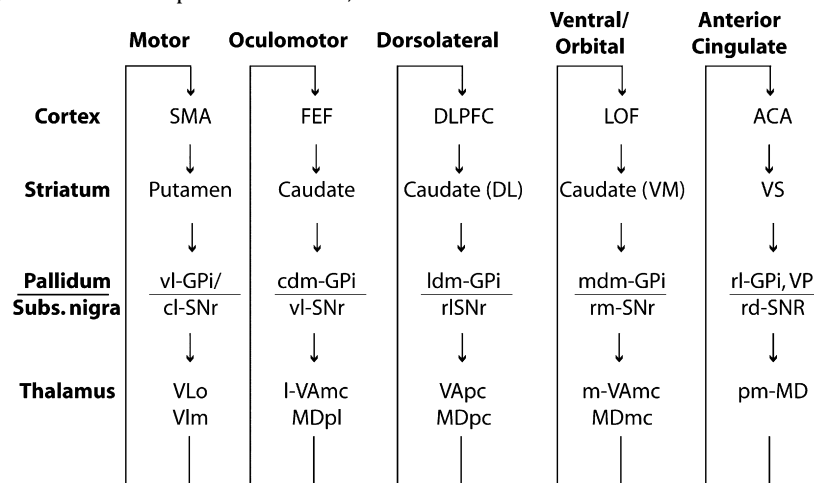 Motor Oculomotor Dorsolateral Ventral/ Orbital Anterior Cingulate
Cortex SMA FEF DLPFC LOF ACA
Striatum Putamen Caudate Caudate (DL) Caudate (VM) VS
Pallidum vl-GPi/ cdm-GPi ldm-GPi mdm-GPi rl-GPi, VP
Subs. nigra cl-SNr vl-SNr rlSNr rm-SNr rd-SNR
Thalamus VLo l-VAmc VApc m-VAmc pm-MD
Vlm MDpl MDpc MDmc